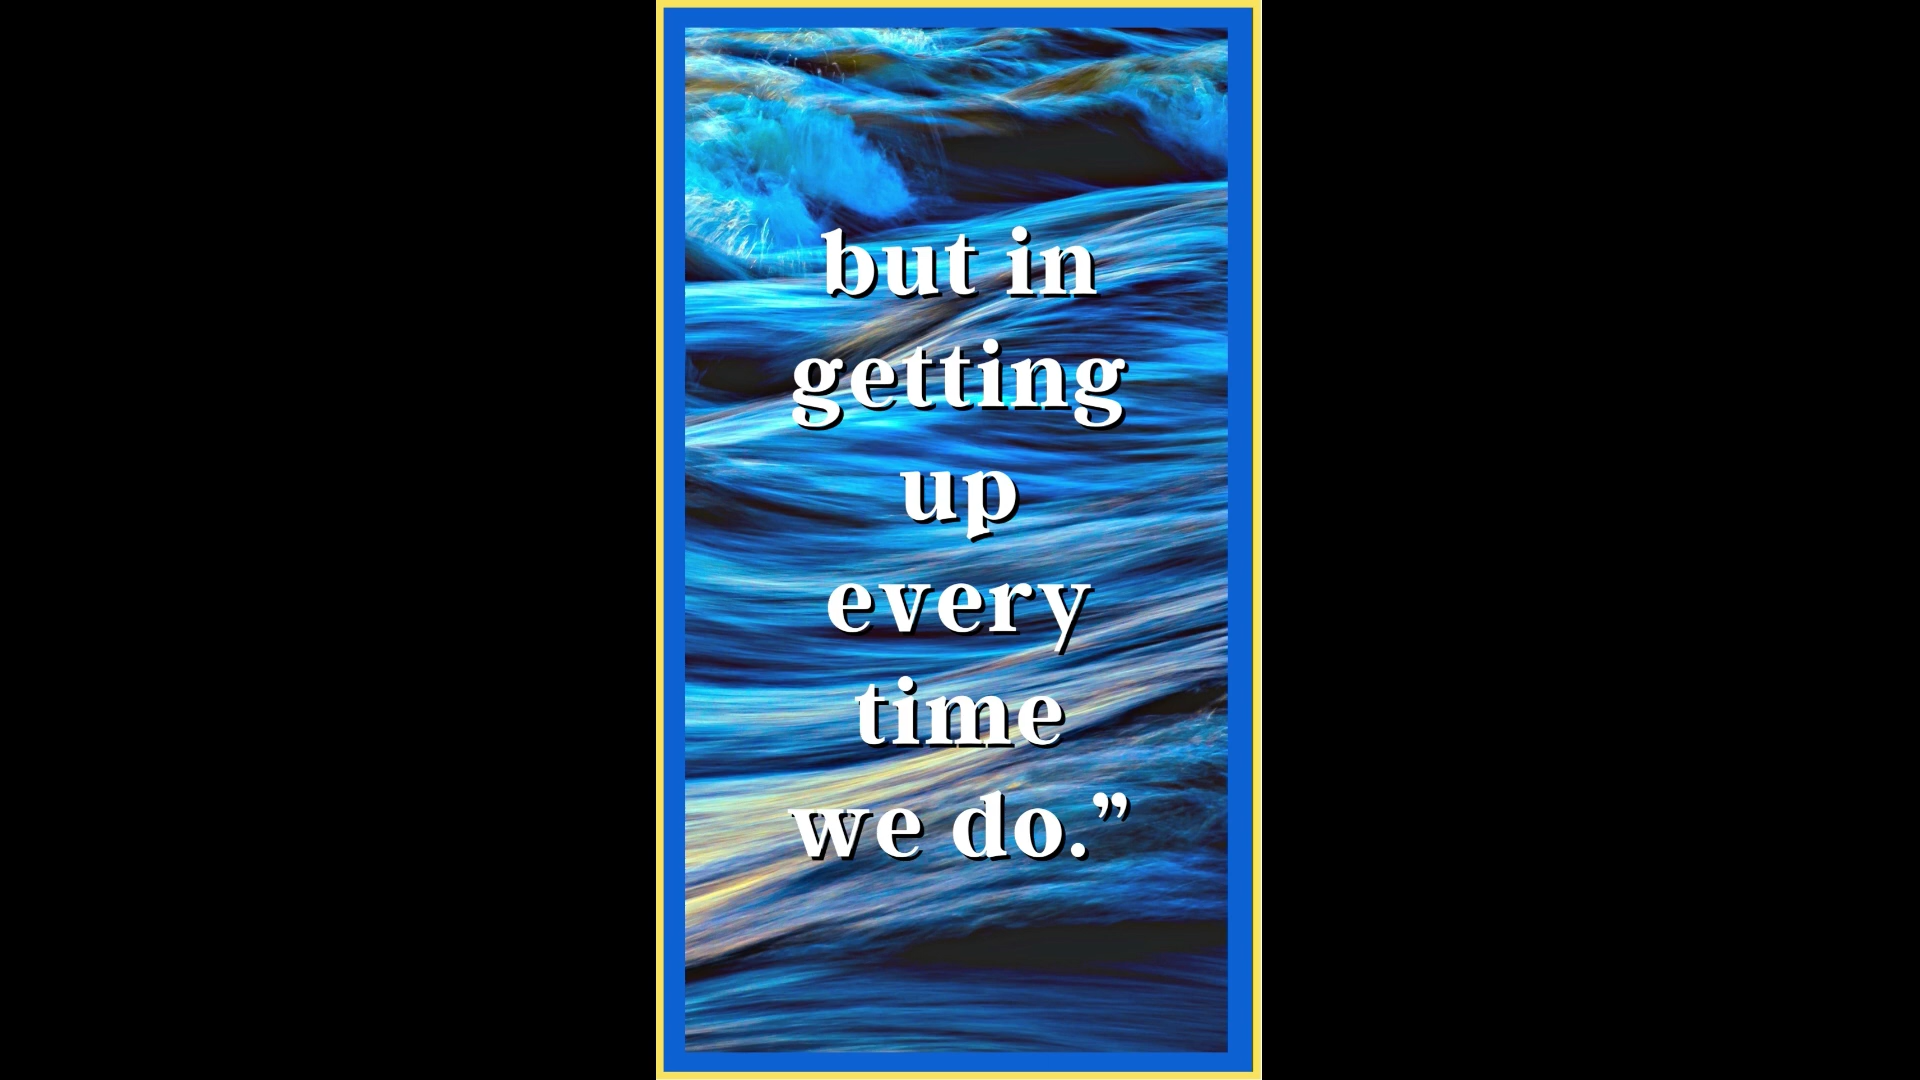 but in
getting
up
every
time
we do.”